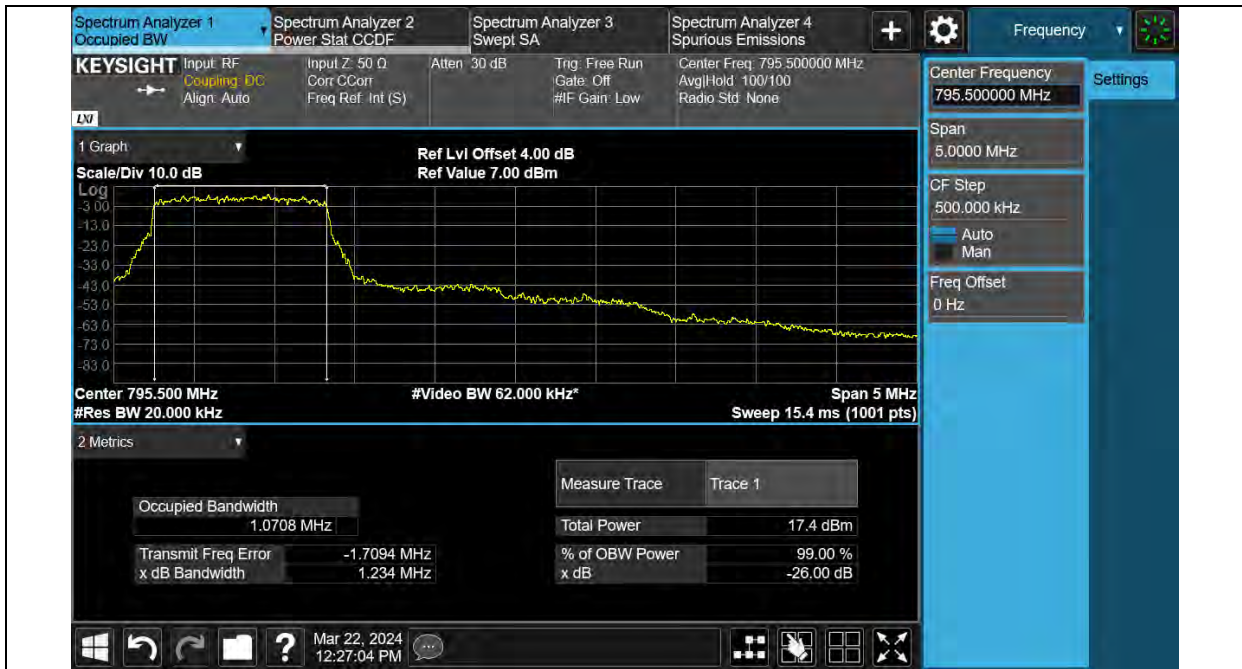 Spectrum Analyzer 1
Occupied BW
Spectrum Analyzer 2
Power Stat CCDF
Spectrum Analyzer 3
Swept SA
Spectrum Analyzer 4
Spurious Emissions
+
Frequency
KEYSIGHT
Input: RF
Coupling: DC
Align: Auto
Input Z: 50 Ω
Corr CCorr
Freq Ref: Int (S)
Atten: 30 dB
Trig: Free Run
Gate: Off
#IF Gain: Low
Center Freq: 795.500000 MHz
Avg|Hold: 100/100
Radio Std: None
LXI
Center Frequency
795.500000 MHz
Settings
Span
5.0000 MHz
CF Step
500.000 kHz
Auto
Man
Freq Offset
0 Hz
1 Graph
Scale/Div 10.0 dB
Ref Lvl Offset 4.00 dB
Ref Value 7.00 dBm
Log
-3.00
-13.0
-23.0
-33.0
-43.0
-53.0
-63.0
-73.0
-83.0
Center 795.500 MHz
#Video BW 62.000 kHz*
Span 5 MHz
#Res BW 20.000 kHz
Sweep 15.4 ms (1001 pts)
2 Metrics
Measure Trace
Trace 1
Occupied Bandwidth
1.0708 MHz
Total Power
17.4 dBm
Transmit Freq Error
-1.7094 MHz
% of OBW Power
99.00 %
x dB Bandwidth
1.234 MHz
x dB
-26.00 dB
?
Mar 22, 2024
12:27:04 PM